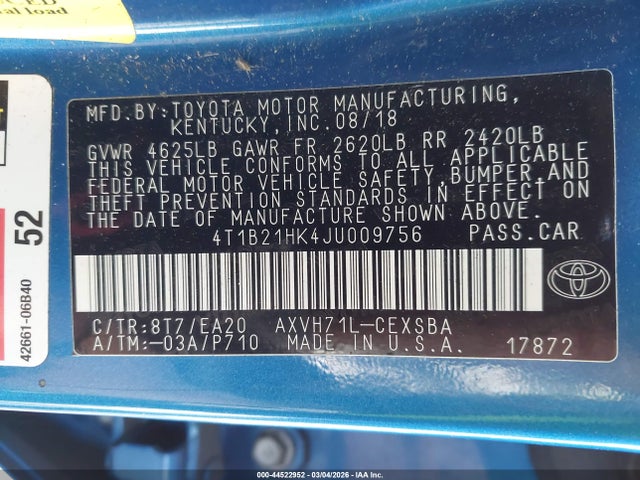 eral load
MFD.BY:TOYOTA MOTOR MANUFACTURING,
KENTUCKY,INC.08/18
GVWR 4625LB GAWR FR 2620LB RR 2420LB
THIS VEHICLE CONFORMS TO ALL APPLICABLE
FEDERAL MOTOR VEHICLE SAFETY,BUMPER,AND
THEFT PREVENTION STANDARDS IN EFFECT ON
THE DATE OF MANUFACTURE SHOWN ABOVE.
4T1B21HK4JU009756 PASS.CAR
C/TR:8T7/EA20 AXVH71L-CEXSBA
A/TM:-03A/P710 MADE IN U.S.A. 17872
TOYOTA
52
42661-06B40
000-44522952 - 03/04/2026 - IAA Inc.